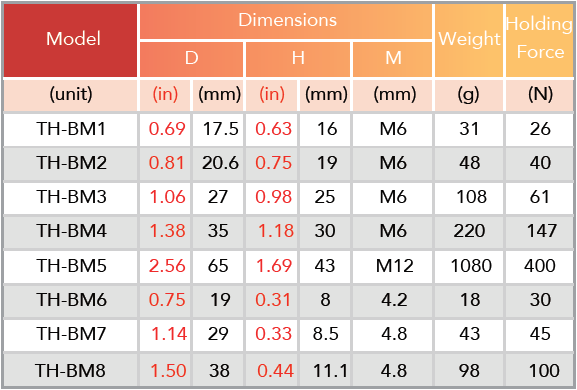 Model Dimensions Weight Holding Force
D H M
(unit) (in) (mm) (in) (mm) (mm) (g) (N)
TH-BM1 0.69 17.5 0.63 16 M6 31 26
TH-BM2 0.81 20.6 0.75 19 M6 48 40
TH-BM3 1.06 27 0.98 25 M6 108 61
TH-BM4 1.38 35 1.18 30 M6 220 147
TH-BM5 2.56 65 1.69 43 M12 1080 400
TH-BM6 0.75 19 0.31 8 4.2 18 30
TH-BM7 1.14 29 0.33 8.5 4.8 43 45
TH-BM8 1.50 38 0.44 11.1 4.8 98 100